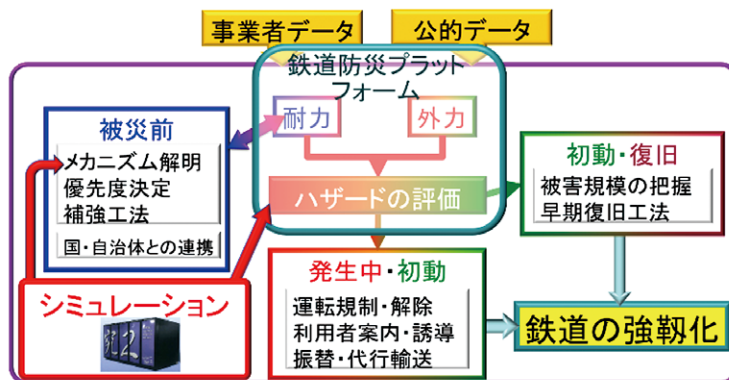 事業者データ
公的データ
鉄道防災プラット
フォーム
耐力
外力
ハザードの評価
被災前
メカニズム解明
優先度決定
補強工法
国・自治体との連携
シミュレーション
初動・復旧
被害規模の把握
早期復旧工法
発生中・初動
運転規制・解除
利用者案内・誘導
振替・代行輸送
鉄道の強靱化